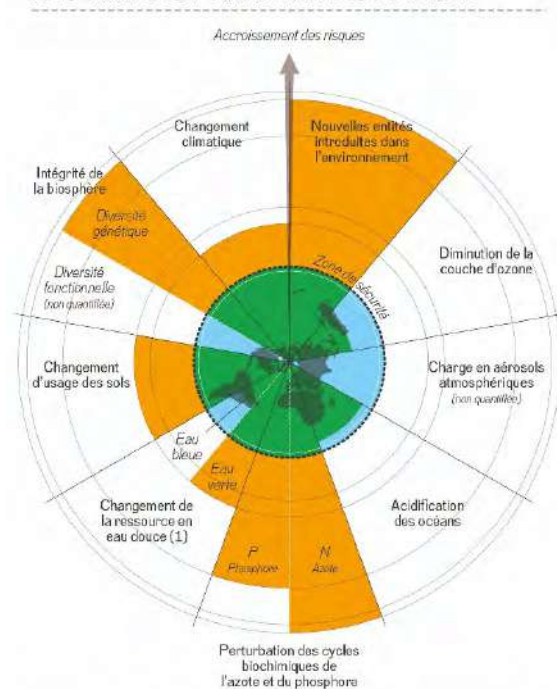 Accroissement des risques
Changement
climatique
Nouvelles entités
introduites dans
l'environnement
Intégrité de
la biosphère
Diversité
génétique
Zone de sécurité
Diminution de la
couche d'ozone
Diversité
fonctionnelle
(non quantifiée)
Changement
d'usage des sols
Charge en aérosols
atmosphériques
(non quantifiée)
Eau
bleue
Eau
verte
Changement de
la ressource en
eau douce (1)
Acidification
des océans
P
Phosphore
N
Azote
Perturbation des cycles
biochimiques de
l'azote et du phosphore